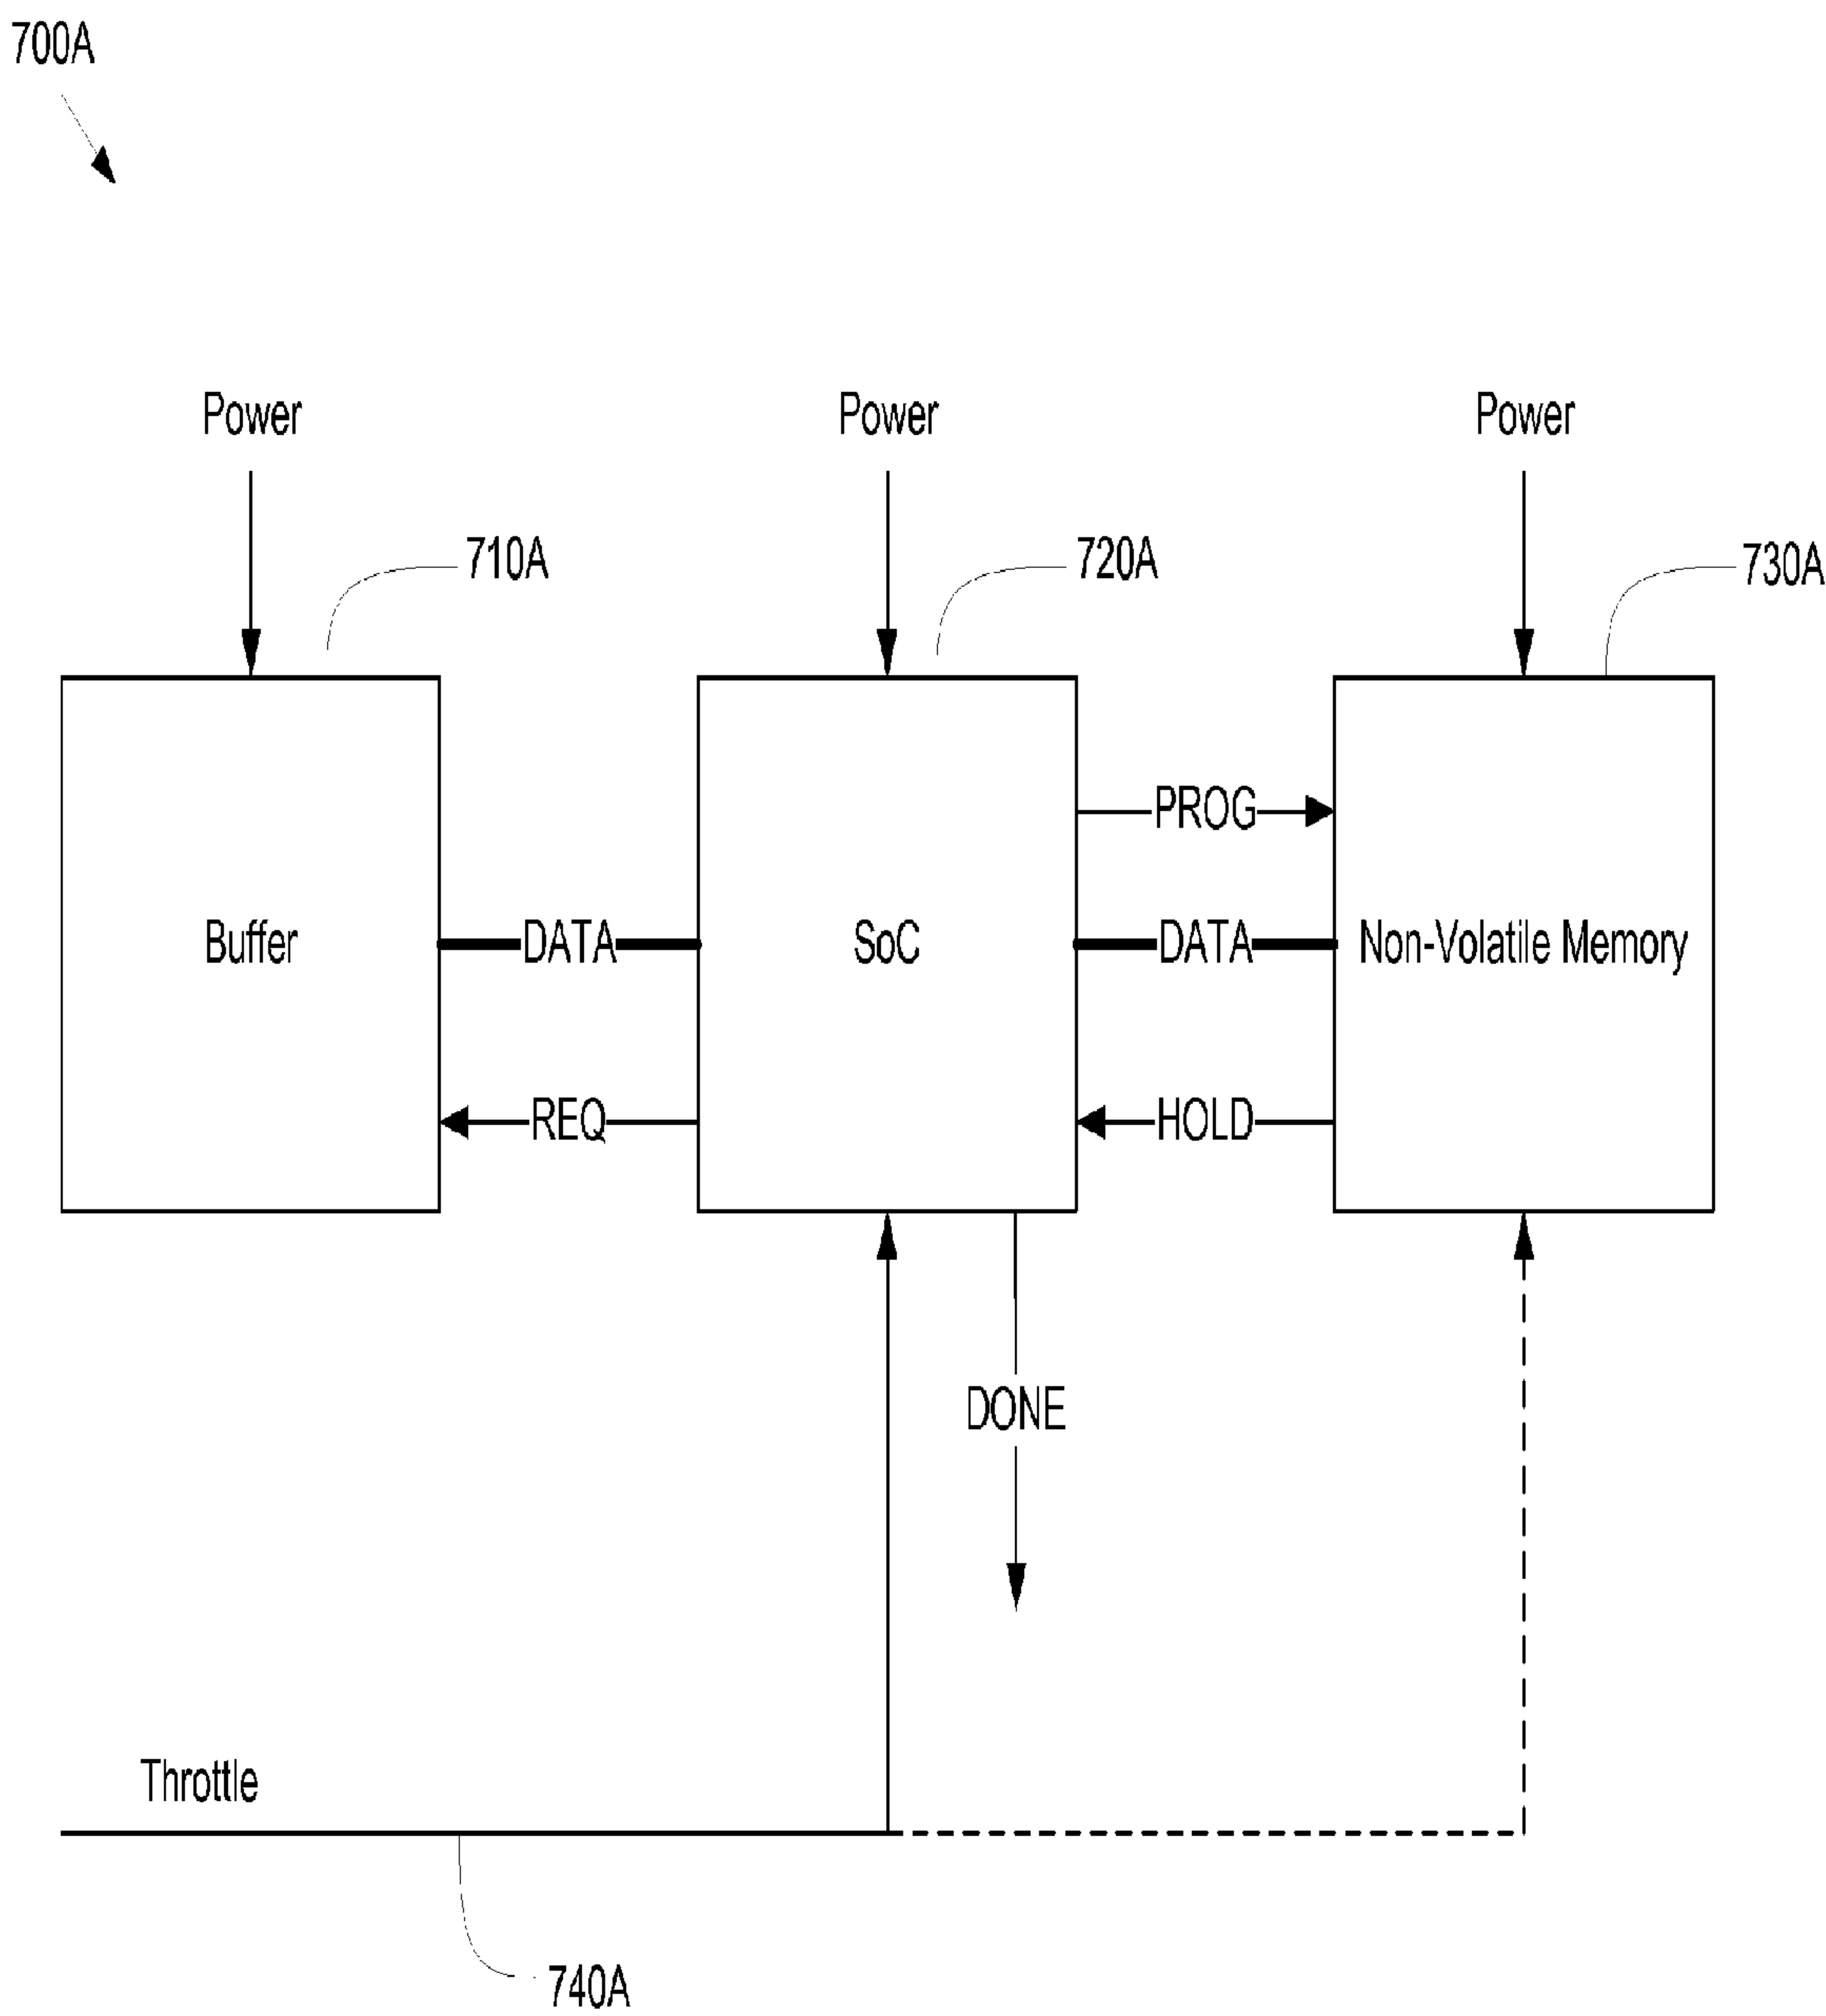 700A
Power
Power
Power
710A
720A
730A
PROG
Buffer
DATA
SoC
DATA
Non-Volatile Memory
REQ
HOLD
DONE
Throttle
740A